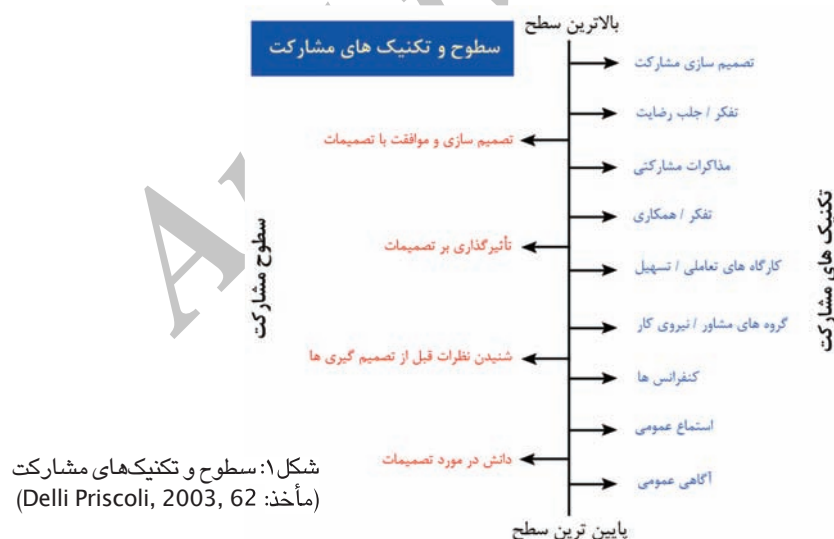 بالاترین سطح
سطوح و تکنیک های مشارکت
تصمیم سازی مشارکت
تفکر / جلب رضایت
تصمیم سازی و موافقت با تصمیمات
مذاکرات مشارکتی
تفکر / همکاری
تأثیرگذاری بر تصمیمات
کارگاه های تعاملی / تسهیل
گروه های مشاور / نیروی کار
شنیدن نظرات قبل از تصمیم گیری ها
کنفرانس ها
استماع عمومی
دانش در مورد تصمیمات
آگاهی عمومی
پایین ترین سطح
تکنیک های مشارکت
سطوح مشارکت
شکل۱: سطوح و تکنیک‌های مشارکت
(مأخذ: Delli Priscoli, 2003, 62)